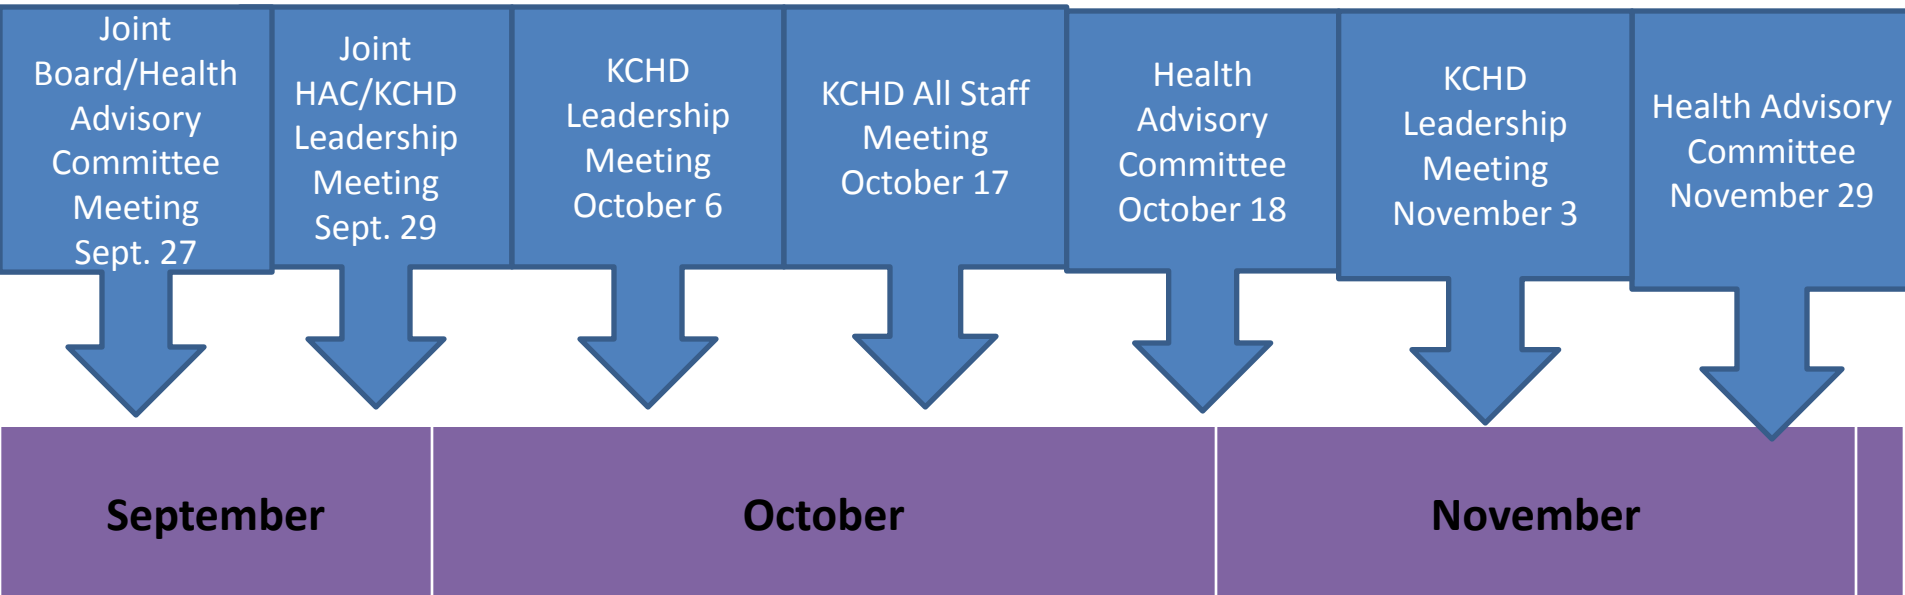 Joint
Board/Health
Advisory
Committee
Meeting
Sept. 27
Joint
HAC/KCHD
Leadership
Meeting
Sept. 29
KCHD
Leadership
Meeting
October 6
KCHD All Staff
Meeting
October 17
Health
Advisory
Committee
October 18
KCHD
Leadership
Meeting
November 3
Health Advisory
Committee
November 29
September
October
November